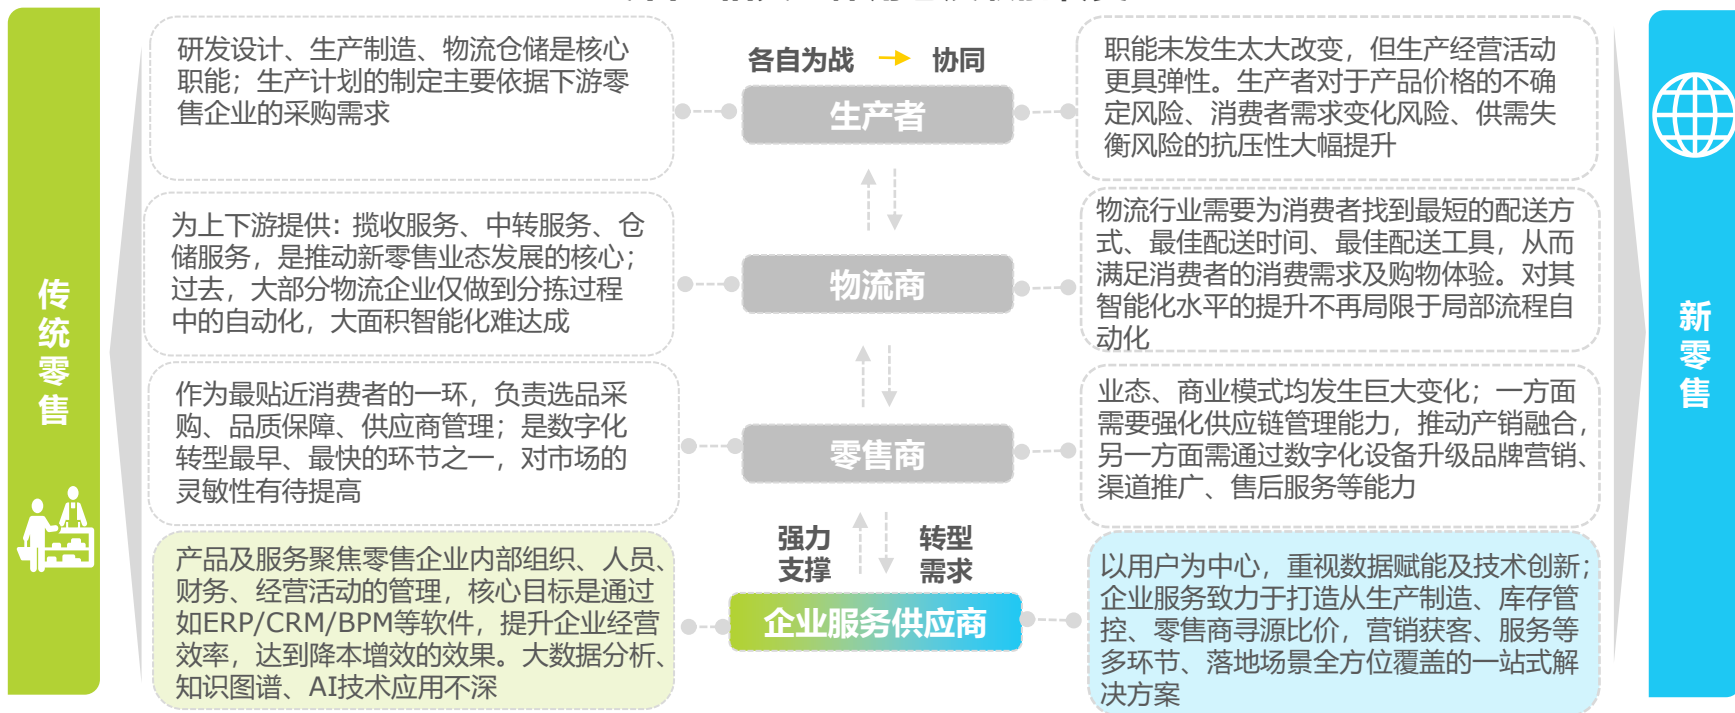 传统零售
研发设计、生产制造、物流仓储是核心
职能；生产计划的制定主要依据下游零
售企业的采购需求
为上下游提供：揽收服务、中转服务、仓
储服务，是推动新零售业态发展的核心；
过去，大部分物流企业仅做到分拣过程
中的自动化，大面积智能化难达成
作为最贴近消费者的一环，负责选品采
购、品质保障、供应商管理；是数字化
转型最早、最快的环节之一，对市场的
灵敏性有待提高
产品及服务聚焦零售企业内部组织、人员、
财务、经营活动的管理，核心目标是通过
如ERP/CRM/BPM等软件，提升企业经营
效率，达到降本增效的效果。大数据分析、
知识图谱、AI技术应用不深
各自为战 → 协同
生产者
物流商
零售商
强力
支撑
转型
需求
企业服务供应商
职能未发生太大改变，但生产经营活动
更具弹性。生产者对于产品价格的不确
定风险、消费者需求变化风险、供需失
衡风险的抗压性大幅提升
物流行业需要为消费者找到最短的配送方
式、最佳配送时间、最佳配送工具，从而
满足消费者的消费需求及购物体验。对其
智能化水平的提升不再局限于局部流程自
动化
业态、商业模式均发生巨大变化；一方面
需要强化供应链管理能力，推动产销融合，
另一方面需通过数字化设备升级品牌营销、
渠道推广、售后服务等能力
以用户为中心，重视数据赋能及技术创新；
企业服务致力于打造从生产制造、库存管
控、零售商寻源比价，营销获客、服务等
多环节、落地场景全方位覆盖的一站式解
决方案
新零售